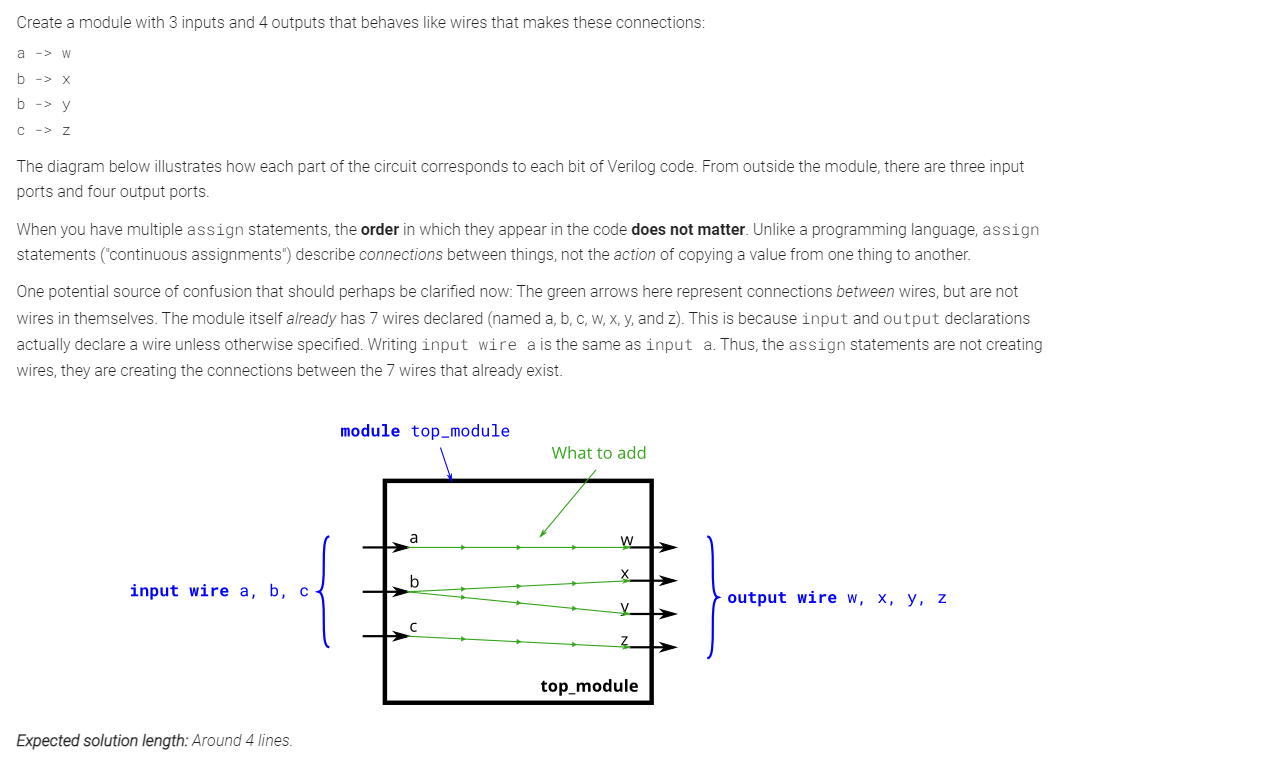 Create a module with 3 inputs and 4 outputs that behaves like wires that makes these connections:
a -> w
b -> x
b -> y
c -> z
The diagram below illustrates how each part of the circuit corresponds to each bit of Verilog code. From outside the module, there are three input
ports and four output ports.
When you have multiple assign statements, the order in which they appear in the code does not matter. Unlike a programming language, assign
statements ("continuous assignments") describe connections between things, not the action of copying a value from one thing to another.
One potential source of confusion that should perhaps be clarified now: The green arrows here represent connections between wires, but are not
wires in themselves. The module itself already has 7 wires declared (named a, b, c, w, x, y, and z). This is because input and output declarations
actually declare a wire unless otherwise specified. Writing input wire a is the same as input a. Thus, the assign statements are not creating
wires, they are creating the connections between the 7 wires that already exist.
module top_module
What to add
a
w
x
b
y
c
z
input wire a, b, c
output wire w, x, y, z
top_module
Expected solution length: Around 4 lines.